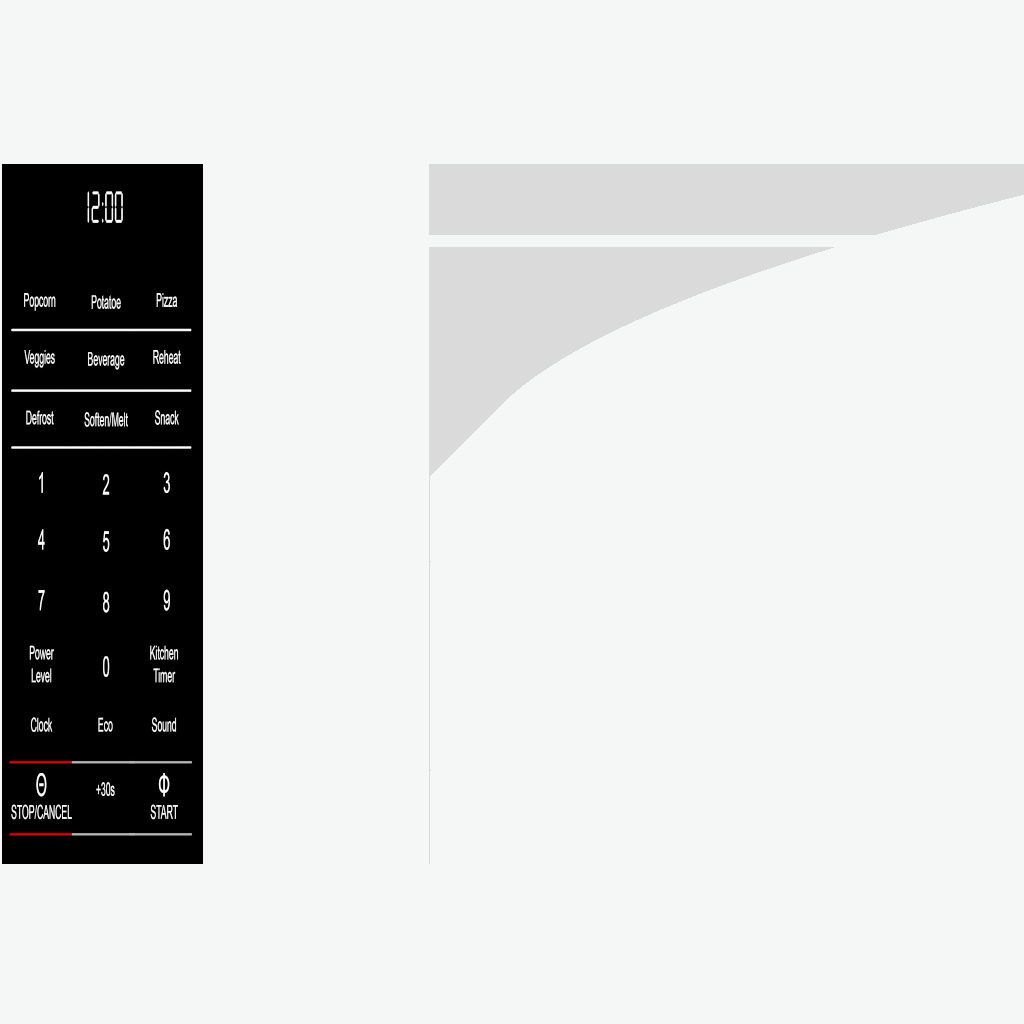 12:00
Popcorn Potatoe Pizza
Veggies Beverage Reheat
Defrost Soften/Melt Snack
1 2 3
4 5 6
7 8 9
Power Level 0 Kitchen Timer
Clock Eco Sound
+30s
STOP/CANCEL START